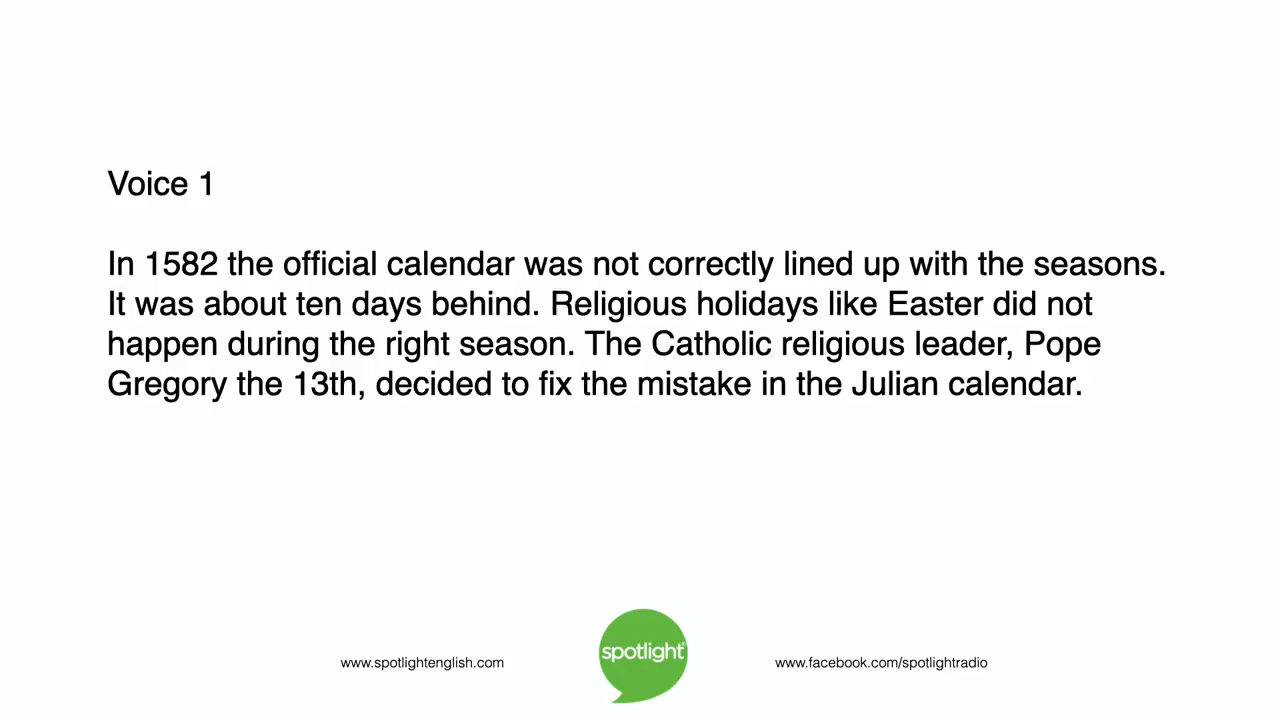 Voice 1
In 1582 the official calendar was not correctly lined up with the seasons.
It was about ten days behind. Religious holidays like Easter did not
happen during the right season. The Catholic religious leader, Pope
Gregory the 13th, decided to fix the mistake in the Julian calendar.
www.spotlightenglish.com
spotlight®
www.facebook.com/spotlightradio